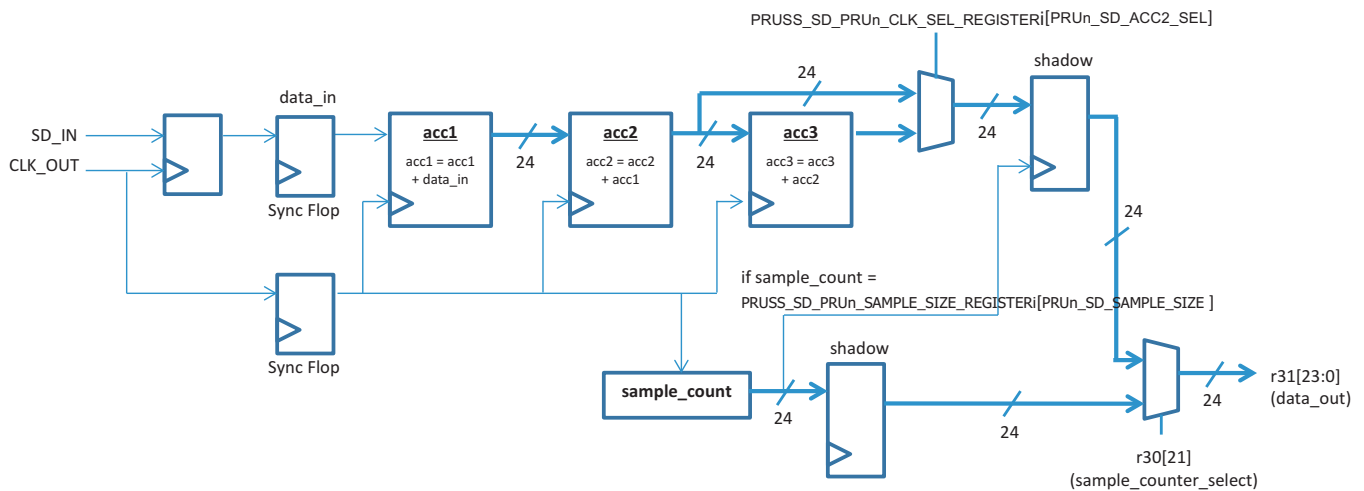 PRUSS_SD_PRUn_CLK_SEL_REGISTERi[PRUn_SD_ACC2_SEL]
shadow
24
data_in
24
SD_IN
CLK_OUT
acc1
acc1 = acc1
+ data_in
24
acc2
acc2 = acc2
+ acc1
24
acc3
acc3 = acc3
+ acc2
Sync Flop
24
if sample_count =
PRUSS_SD_PRUn_SAMPLE_SIZE_REGISTERi[PRUn_SD_SAMPLE_SIZE ]
Sync Flop
shadow
sample_count
24
24
24
r31[23:0]
(data_out)
r30[21]
(sample_counter_select)